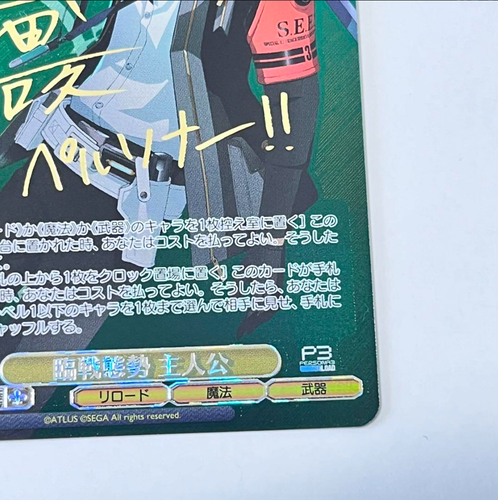 S.E.E.
3
ペルソナー!!
ード》か《魔法》か《武器》のキャラを1枚控え室に置く] この
台に置かれた時、あなたはコストを払ってよい。そうした
札の上から1枚をクロック置場に置く] このカードが手札
時、あなたはコストを払ってよい。そうしたら、あなたは
ベル1以下のキャラを1枚まで選んで相手に見せ、手札に
ャッフルする。
臨戦態勢 主人公
P3
PERSONA3
RELOAD
リロード
魔法
武器
©ATLUS ©SEGA All rights reserved.